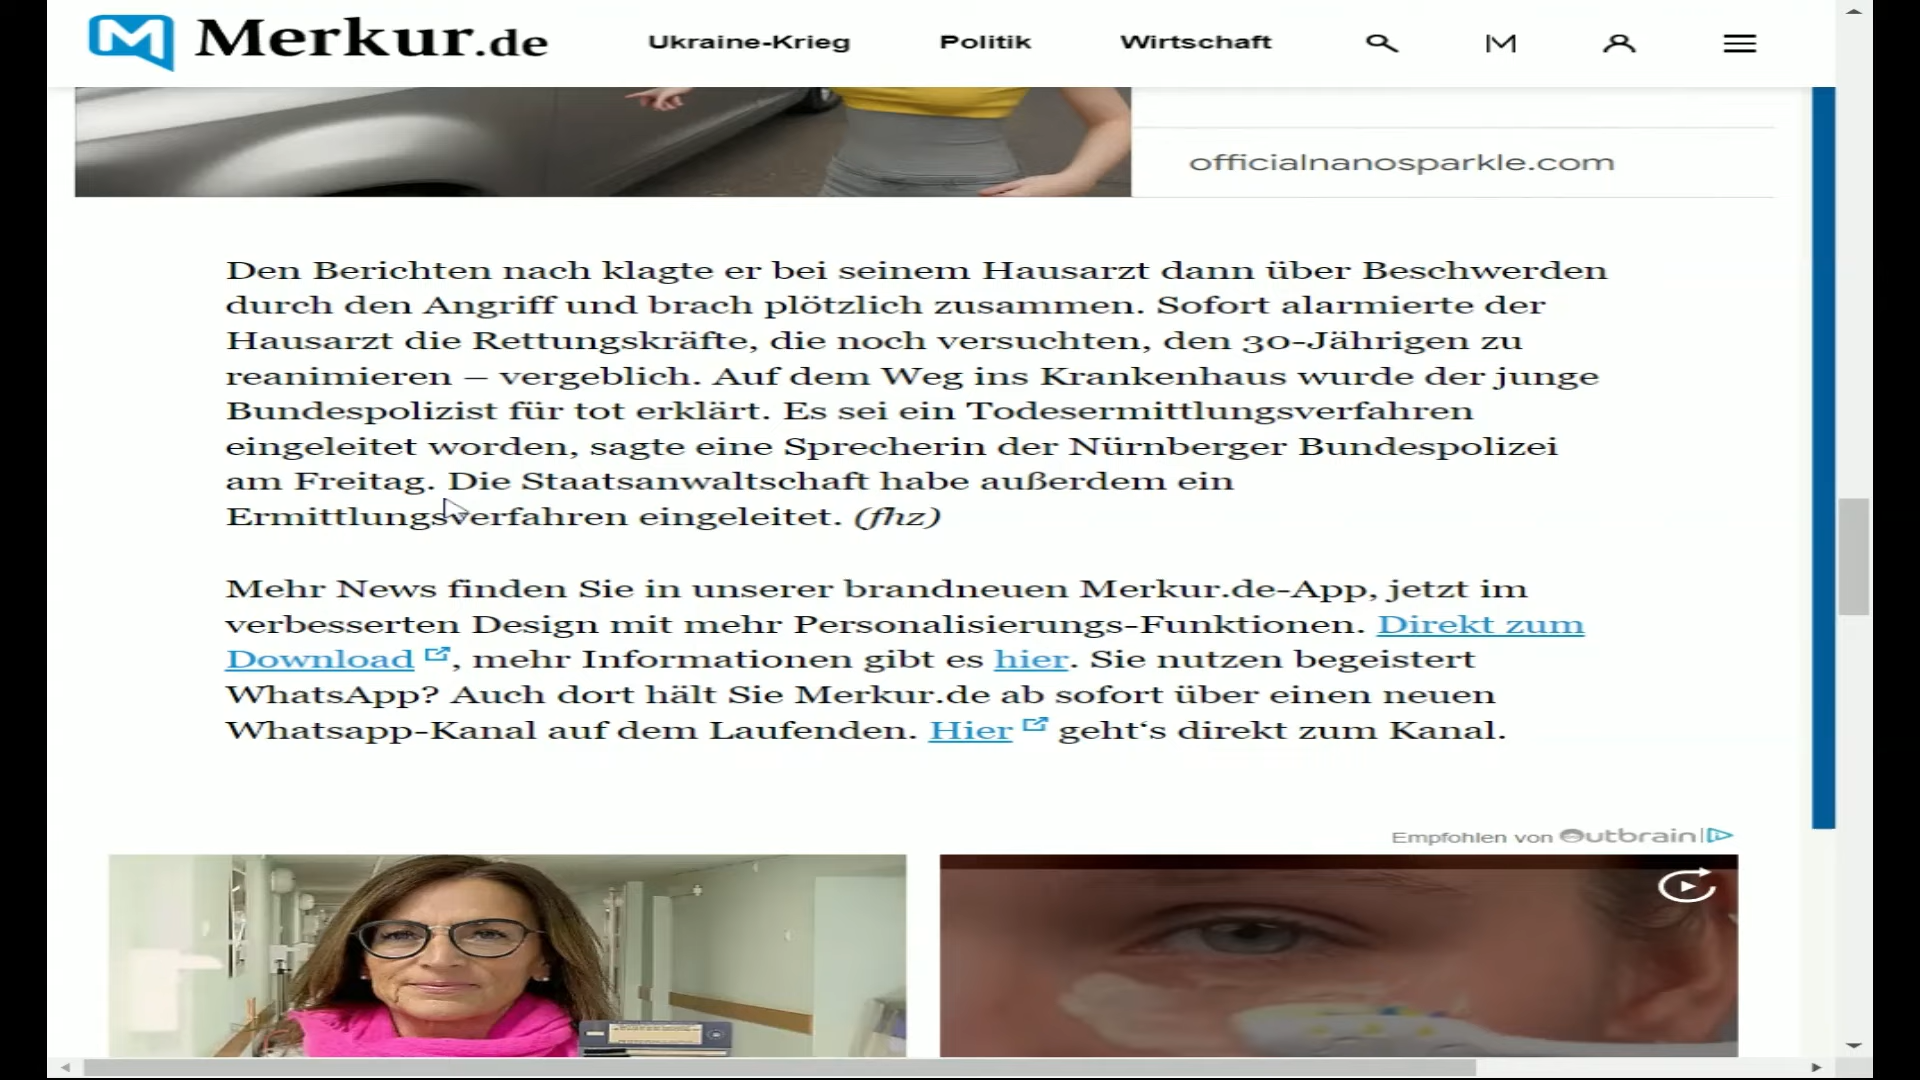 Merkur.de
Ukraine-Krieg
Politik
Wirtschaft
officialnanosparkle.com
Den Berichten nach klagte er bei seinem Hausarzt dann über Beschwerden
durch den Angriff und brach plötzlich zusammen. Sofort alarmierte der
Hausarzt die Rettungskräfte, die noch versuchten, den 30-Jährigen zu
reanimieren – vergeblich. Auf dem Weg ins Krankenhaus wurde der junge
Bundespolizist für tot erklärt. Es sei ein Todesermittlungsverfahren
eingeleitet worden, sagte eine Sprecherin der Nürnberger Bundespolizei
am Freitag. Die Staatsanwaltschaft habe außerdem ein
Ermittlungsverfahren eingeleitet. (fhz)
Mehr News finden Sie in unserer brandneuen Merkur.de-App, jetzt im
verbesserten Design mit mehr Personalisierungs-Funktionen. Direkt zum
Download, mehr Informationen gibt es hier. Sie nutzen begeistert
WhatsApp? Auch dort hält Sie Merkur.de ab sofort über einen neuen
Whatsapp-Kanal auf dem Laufenden. Hier geht‘s direkt zum Kanal.
Empfohlen von Outbrain